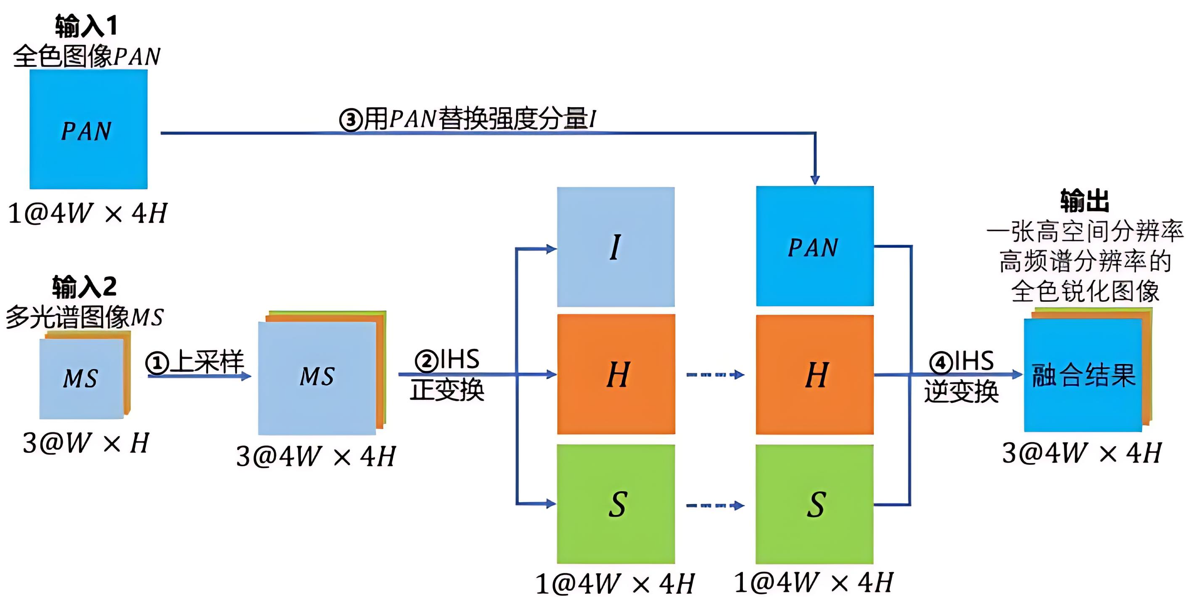 输入1
全色图像PAN
PAN
1@4W × 4H
③用PAN替换强度分量I
输入2
多光谱图像MS
MS
3@W × H
①上采样
MS
3@4W × 4H
②IHS
正变换
I
H
S
1@4W × 4H
PAN
H
S
1@4W × 4H
④IHS
逆变换
输出
一张高空间分辨率
高频谱分辨率的
全色锐化图像
融合结果
3@4W × 4H